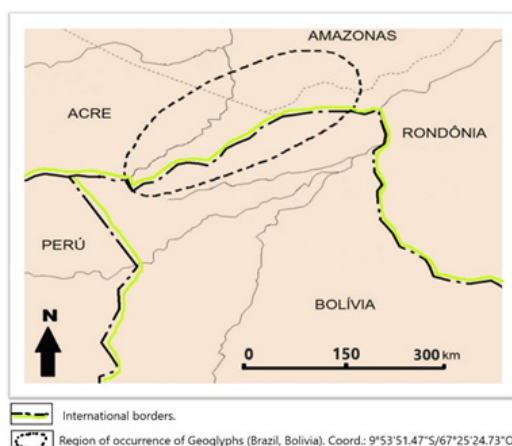 AMAZONAS
ACRE
RONDÔNIA
PERÚ
BOLÍVIA
N
0 150 300 km
International borders.
Region of occurrence of Geoglyphs (Brazil, Bolivia). Coord.: 9°53'51.47"S/67°25'24.73"O